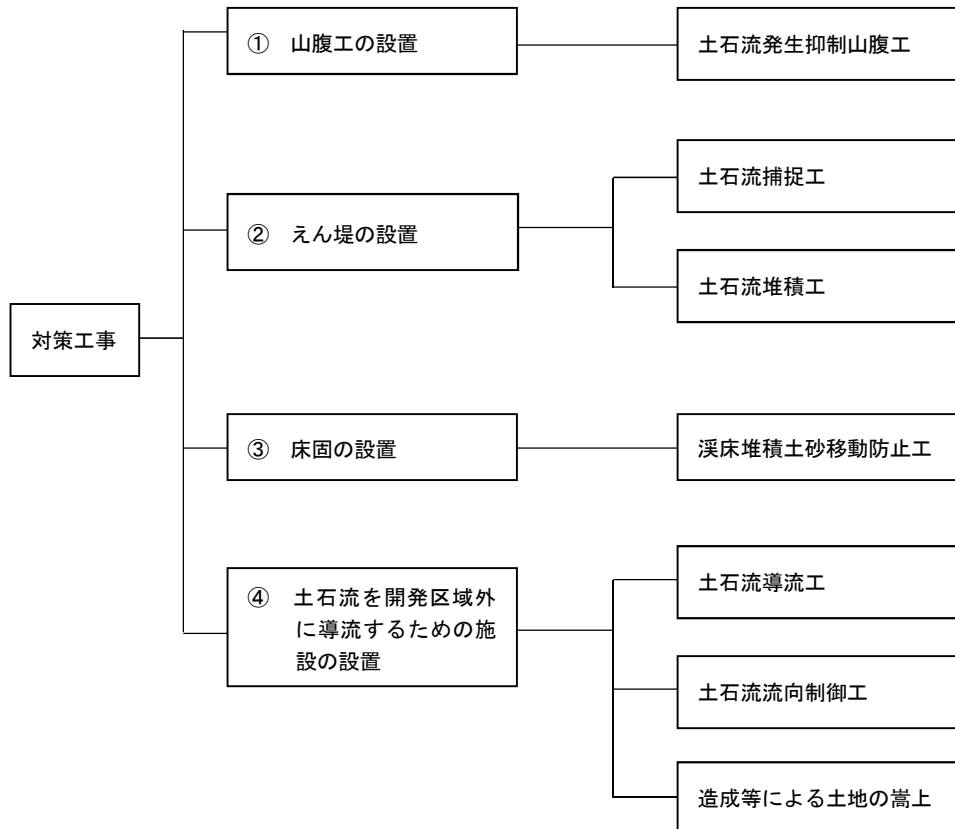 対策工事
① 山腹工の設置
土石流発生抑制山腹工
② えん堤の設置
土石流捕捉工
土石流堆積工
③ 床固の設置
渓床堆積土砂移動防止工
④ 土石流を開発区域外
に導流するための施
設の設置
土石流導流工
土石流流向制御工
造成等による土地の嵩上